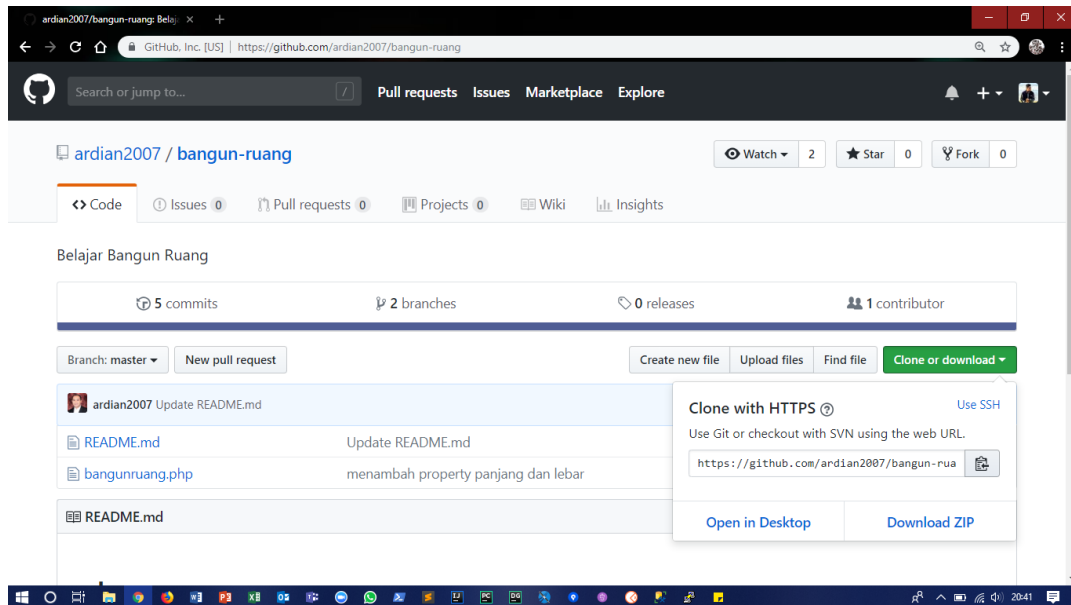 ardian2007/bangun-ruang: Belaj
GitHub, Inc. [US] | https://github.com/ardian2007/bangun-ruang
Search or jump to... / Pull requests Issues Marketplace Explore
ardian2007 / bangun-ruang
Watch 2 Star 0 Fork 0
Code Issues 0 Pull requests 0 Projects 0 Wiki Insights
Belajar Bangun Ruang
5 commits 2 branches 0 releases 1 contributor
Branch: master New pull request Create new file Upload files Find file Clone or download
ardian2007 Update README.md
README.md Update README.md
bangunruang.php menambah property panjang dan lebar
README.md
Clone with HTTPS Use SSH
Use Git or checkout with SVN using the web URL.
https://github.com/ardian2007/bangun-rua
Open in Desktop Download ZIP
20:41